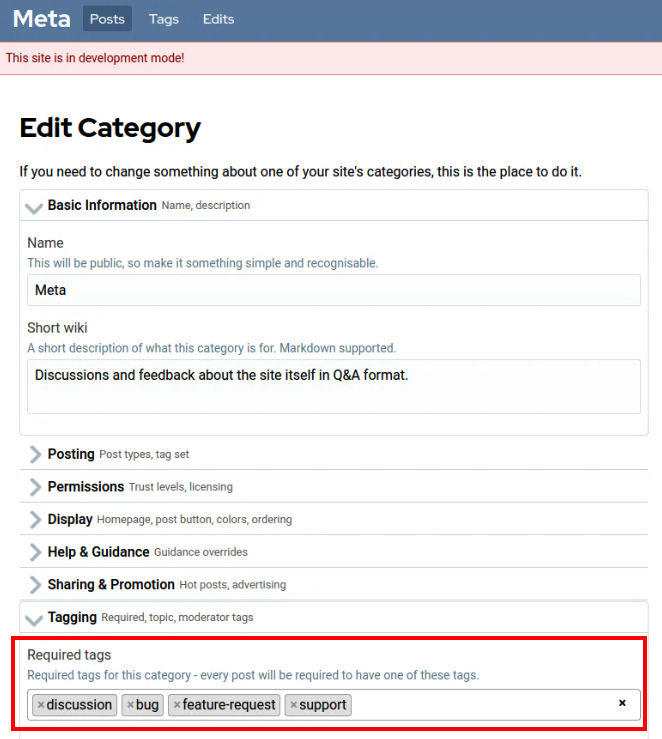 Meta Posts Tags Edits
This site is in development mode!
Edit Category
If you need to change something about one of your site's categories, this is the place to do it.
Basic Information Name, description
Name
This will be public, so make it something simple and recognisable.
Meta
Short wiki
A short description of what this category is for. Markdown supported.
Discussions and feedback about the site itself in Q&A format.
Posting Post types, tag set
Permissions Trust levels, licensing
Display Homepage, post button, colors, ordering
Help & Guidance Guidance overrides
Sharing & Promotion Hot posts, advertising
Tagging Required, topic, moderator tags
Required tags
Required tags for this category - every post will be required to have one of these tags.
×discussion ×bug ×feature-request ×support ×